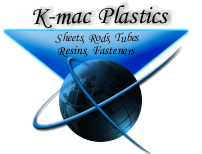 K-mac Plastics
Sheets, Rods, Tubes
Resins, Fasteners